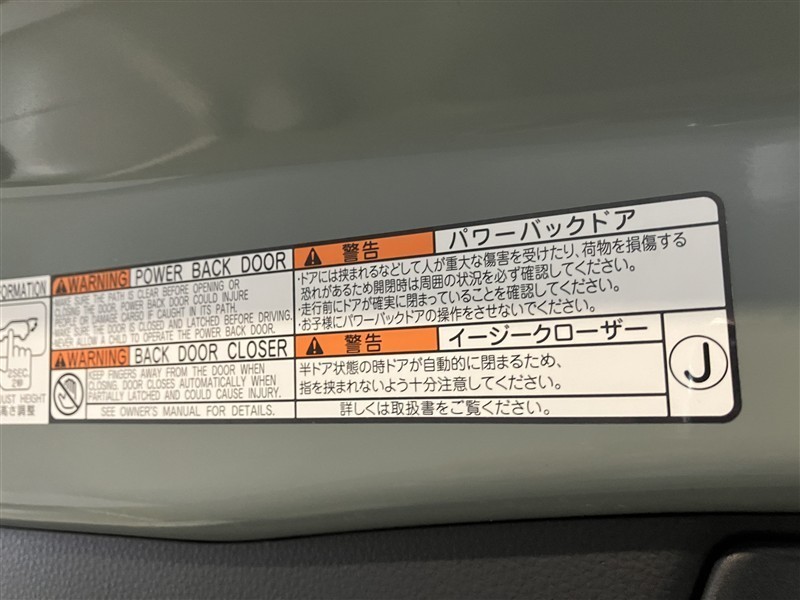 FORMATION
2SEC.
2秒
JUST HEIGHT
高さ調整
WARNING POWER BACK DOOR
MAKE SURE THE PATH IS CLEAR BEFORE OPENING OR
CLOSING THE DOOR. POWER BACK DOOR COULD INJURE
PEOPLE OR DAMAGE CARGO IF CAUGHT IN ITS PATH.
MAKE SURE THE DOOR IS CLOSED AND LATCHED BEFORE DRIVING.
NEVER ALLOW A CHILD TO OPERATE THE POWER BACK DOOR.
WARNING BACK DOOR CLOSER
KEEP FINGERS AWAY FROM THE DOOR WHEN
CLOSING. DOOR CLOSES AUTOMATICALLY WHEN
PARTIALLY LATCHED AND COULD CAUSE INJURY.
SEE OWNER'S MANUAL FOR DETAILS.
警告 パワーバックドア
・ドアには挟まれるなどして人が重大な傷害を受けたり、荷物を損傷する
恐れがあるため開閉時は周囲の状況を必ず確認してください。
・走行前にドアが確実に閉まっていることを確認してください。
・お子様にパワーバックドアの操作をさせないでください。
警告 イージークローザー
半ドア状態の時ドアが自動的に閉まるため、
指を挟まれないよう十分注意してください。
詳しくは取扱書をご覧ください。
J